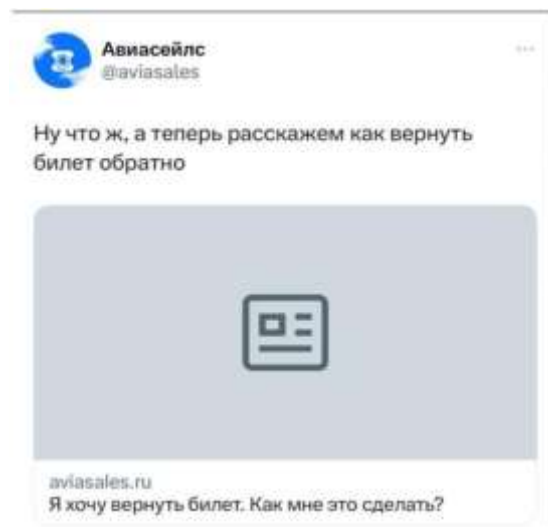 Авиасейлс
@aviasales
Ну что ж, а теперь расскажем как вернуть
билет обратно
aviasales.ru
Я хочу вернуть билет. Как мне это сделать?